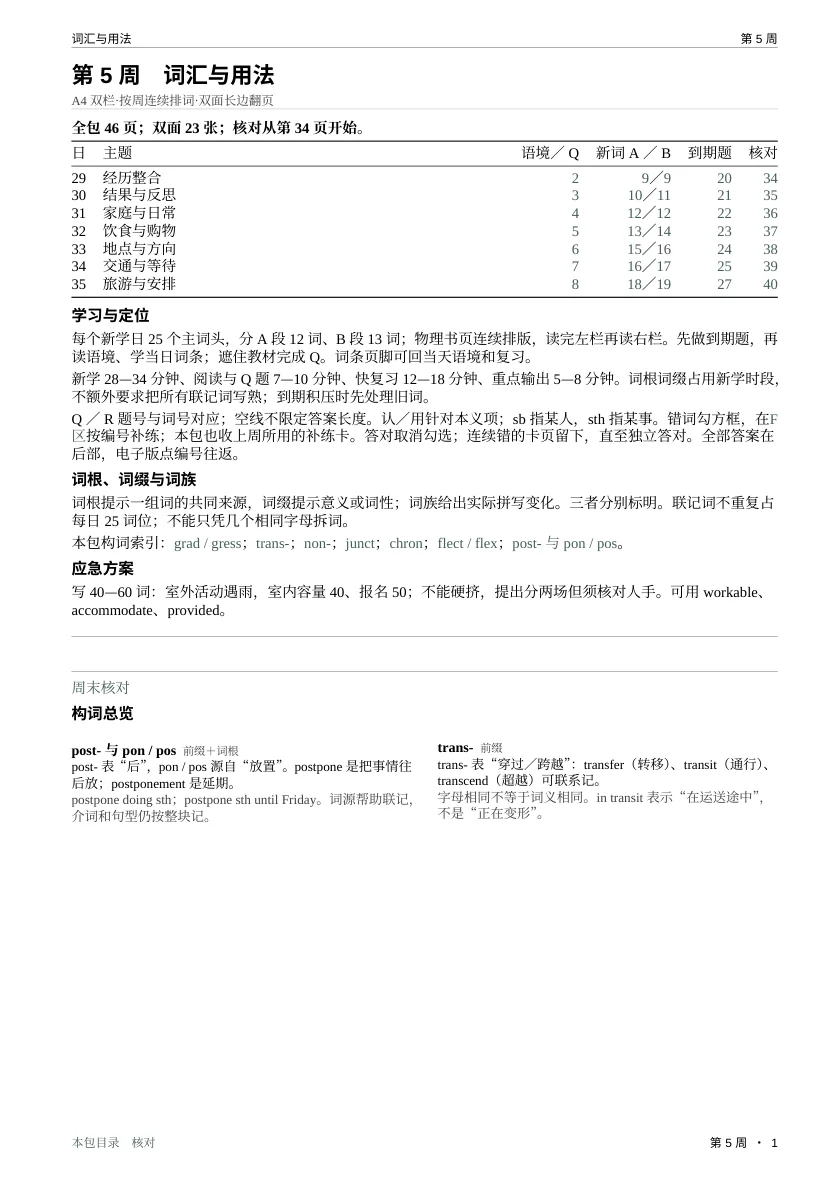 词汇与用法 第 5 周
第 5 周 词汇与用法
A4 双栏·按周连续排词·双面长边翻页
全包 46 页；双面 23 张；核对从第 34 页开始。
日 主题 语境／ Q 新词 A ／ B 到期题 核对
29 经历整合 2 9／9 20 34
30 结果与反思 3 10／11 21 35
31 家庭与日常 4 12／12 22 36
32 饮食与购物 5 13／14 23 37
33 地点与方向 6 15／16 24 38
34 交通与等待 7 16／17 25 39
35 旅游与安排 8 18／19 27 40
学习与定位
每个新学日 25 个主词头，分 A 段 12 词、B 段 13 词；物理书页连续排版，读完左栏再读右栏。先做到期题，再
读语境、学当日词条；遮住教材完成 Q。词条页脚可回当天语境和复习。
新学 28—34 分钟、阅读与 Q 题 7—10 分钟、快复习 12—18 分钟、重点输出 5—8 分钟。词根词缀占用新学时段，
不额外要求把所有联记词写熟；到期积压时先处理旧词。
Q ／ R 题号与词号对应；空线不限定答案长度。认／用针对本义项；sb 指某人，sth 指某事。错词勾方框，在F
区按编号补练；本包也收上周所用的补练卡。答对取消勾选；连续错的卡页留下，直至独立答对。全部答案在
后部，电子版点编号往返。
词根、词缀与词族
词根提示一组词的共同来源，词缀提示意义或词性；词族给出实际拼写变化。三者分别标明。联记词不重复占
每日 25 词位；不能只凭几个相同字母拆词。
本包构词索引：grad / gress；trans-；non-；junct；chron；flect / flex；post- 与 pon / pos。
应急方案
写 40—60 词：室外活动遇雨，室内容量 40、报名 50；不能硬挤，提出分两场但须核对人手。可用 workable、
accommodate、provided。
周末核对
构词总览
post- 与 pon / pos 前缀＋词根
post- 表“后”，pon / pos 源自“放置”。postpone 是把事情往
后放；postponement 是延期。
postpone doing sth；postpone sth until Friday。词源帮助联记，
介词和句型仍按整块记。
trans- 前缀
trans- 表“穿过／跨越”：transfer（转移）、transit（通行）、
transcend（超越）可联系记。
字母相同不等于词义相同。in transit 表示“在运送途中”，
不是“正在变形”。
本包目录 核对 第 5 周 • 1